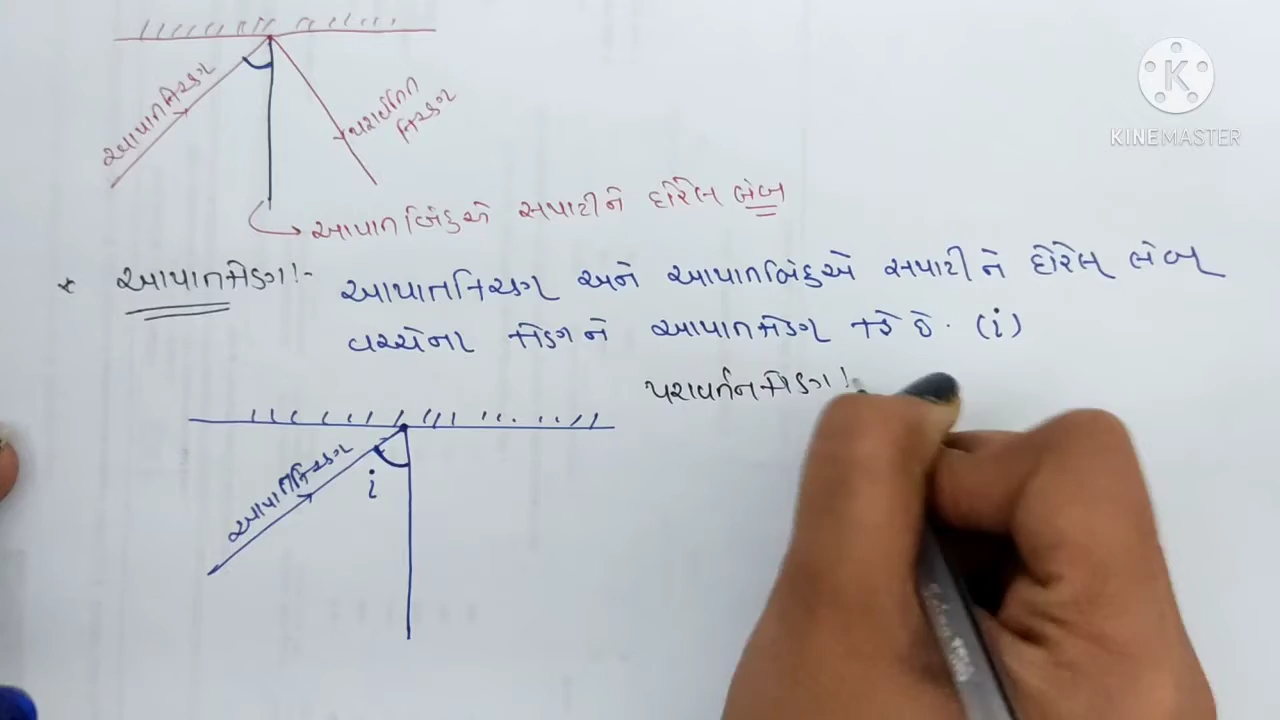 આપાતકિરણ
પરાવર્તિત
કિરણ
આપાતબિંદુએ સપાટીને દોરેલ લંબ
* આપાતકોણ:- આપાતકિરણ અને આપાતબિંદુએ સપાટીને દોરેલ લંબ
વચ્ચેના કોણને આપાતકોણ કહે છે. (i)
પરાવર્તનકોણ:
આપાતકિરણ
i
K
KINEMASTER